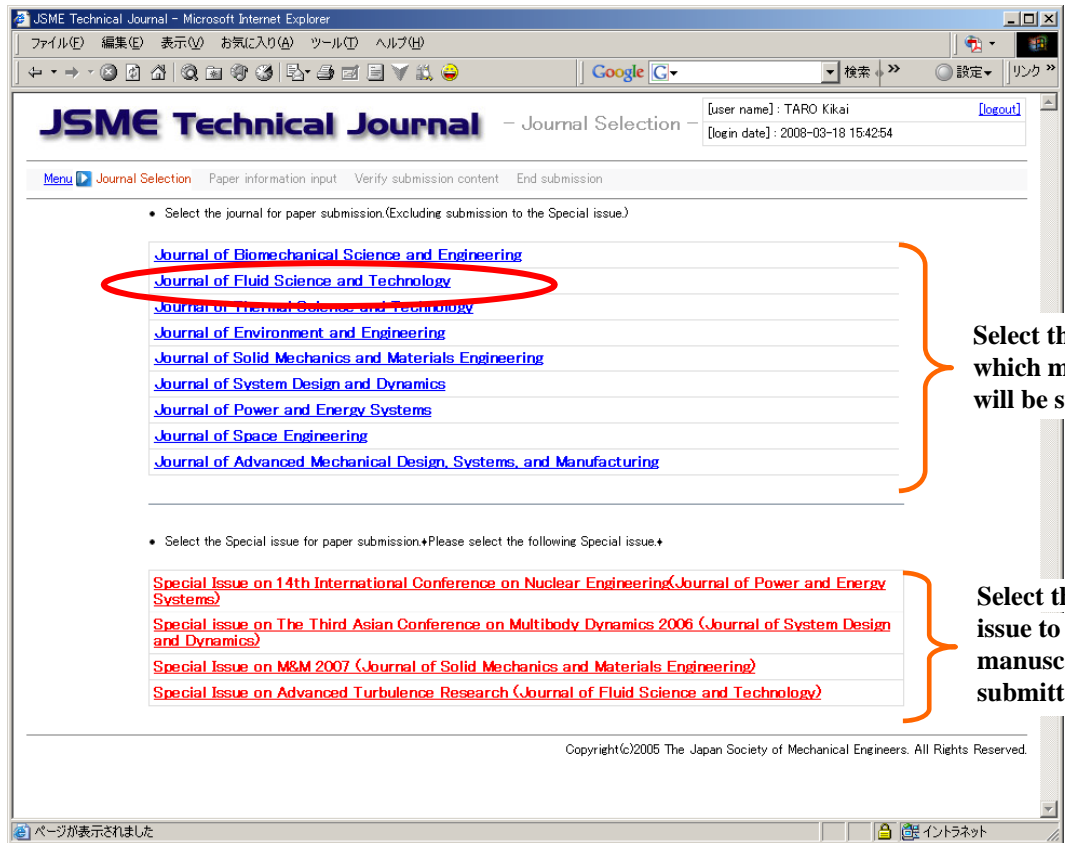 JSME Technical Journal - Microsoft Internet Explorer
ファイル(F) 編集(E) 表示(V) お気に入り(A) ツール(T) ヘルプ(H)
Google G 検索 » 設定 リンク »
JSME Technical Journal - Journal Selection -
[user name] : TARO Kikai [logout]
[login date] : 2008-03-18 15:42:54
Menu Journal Selection Paper information input Verify submission content End submission
• Select the journal for paper submission.(Excluding submission to the Special issue.)
Journal of Biomechanical Science and Engineering
Journal of Fluid Science and Technology
Journal of Thermal Science and Technology
Journal of Environment and Engineering
Journal of Solid Mechanics and Materials Engineering
Journal of System Design and Dynamics
Journal of Power and Energy Systems
Journal of Space Engineering
Journal of Advanced Mechanical Design, Systems, and Manufacturing
Select th
which m
will be s
• Select the Special issue for paper submission.♦Please select the following Special issue.♦
Special Issue on 14th International Conference on Nuclear Engineering(Journal of Power and Energy
Systems)
Special issue on The Third Asian Conference on Multibody Dynamics 2006 (Journal of System Design
and Dynamics)
Special Issue on M&M 2007 (Journal of Solid Mechanics and Materials Engineering)
Special Issue on Advanced Turbulence Research (Journal of Fluid Science and Technology)
Select th
issue to
manusc
submitt
Copyright(c)2005 The Japan Society of Mechanical Engineers. All Rights Reserved.
ページが表示されました イントラネット